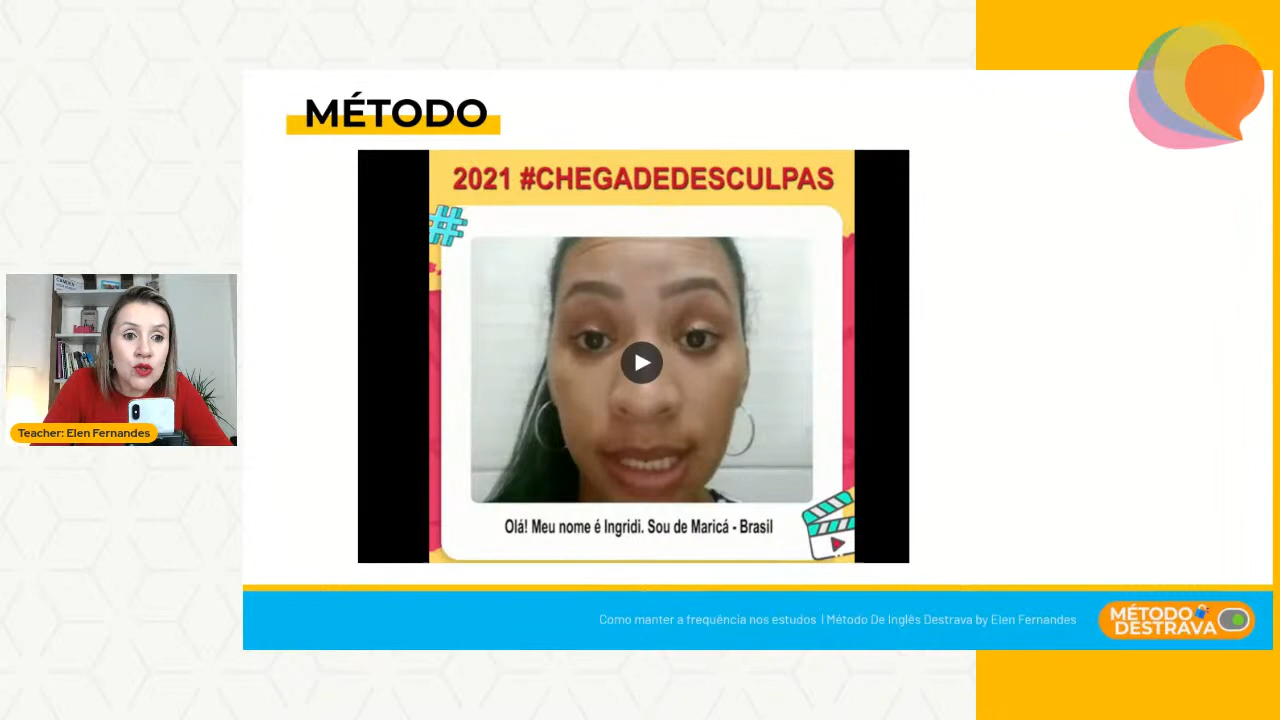 MÉTODO
2021 #CHEGADEDESCULPAS
#
Olá! Meu nome é Ingridi. Sou de Maricá - Brasil
Teacher: Elen Fernandes
Como manter a frequência nos estudos | Método De Inglês Destrava by Elen Fernandes
MÉTODO
DESTRAVA